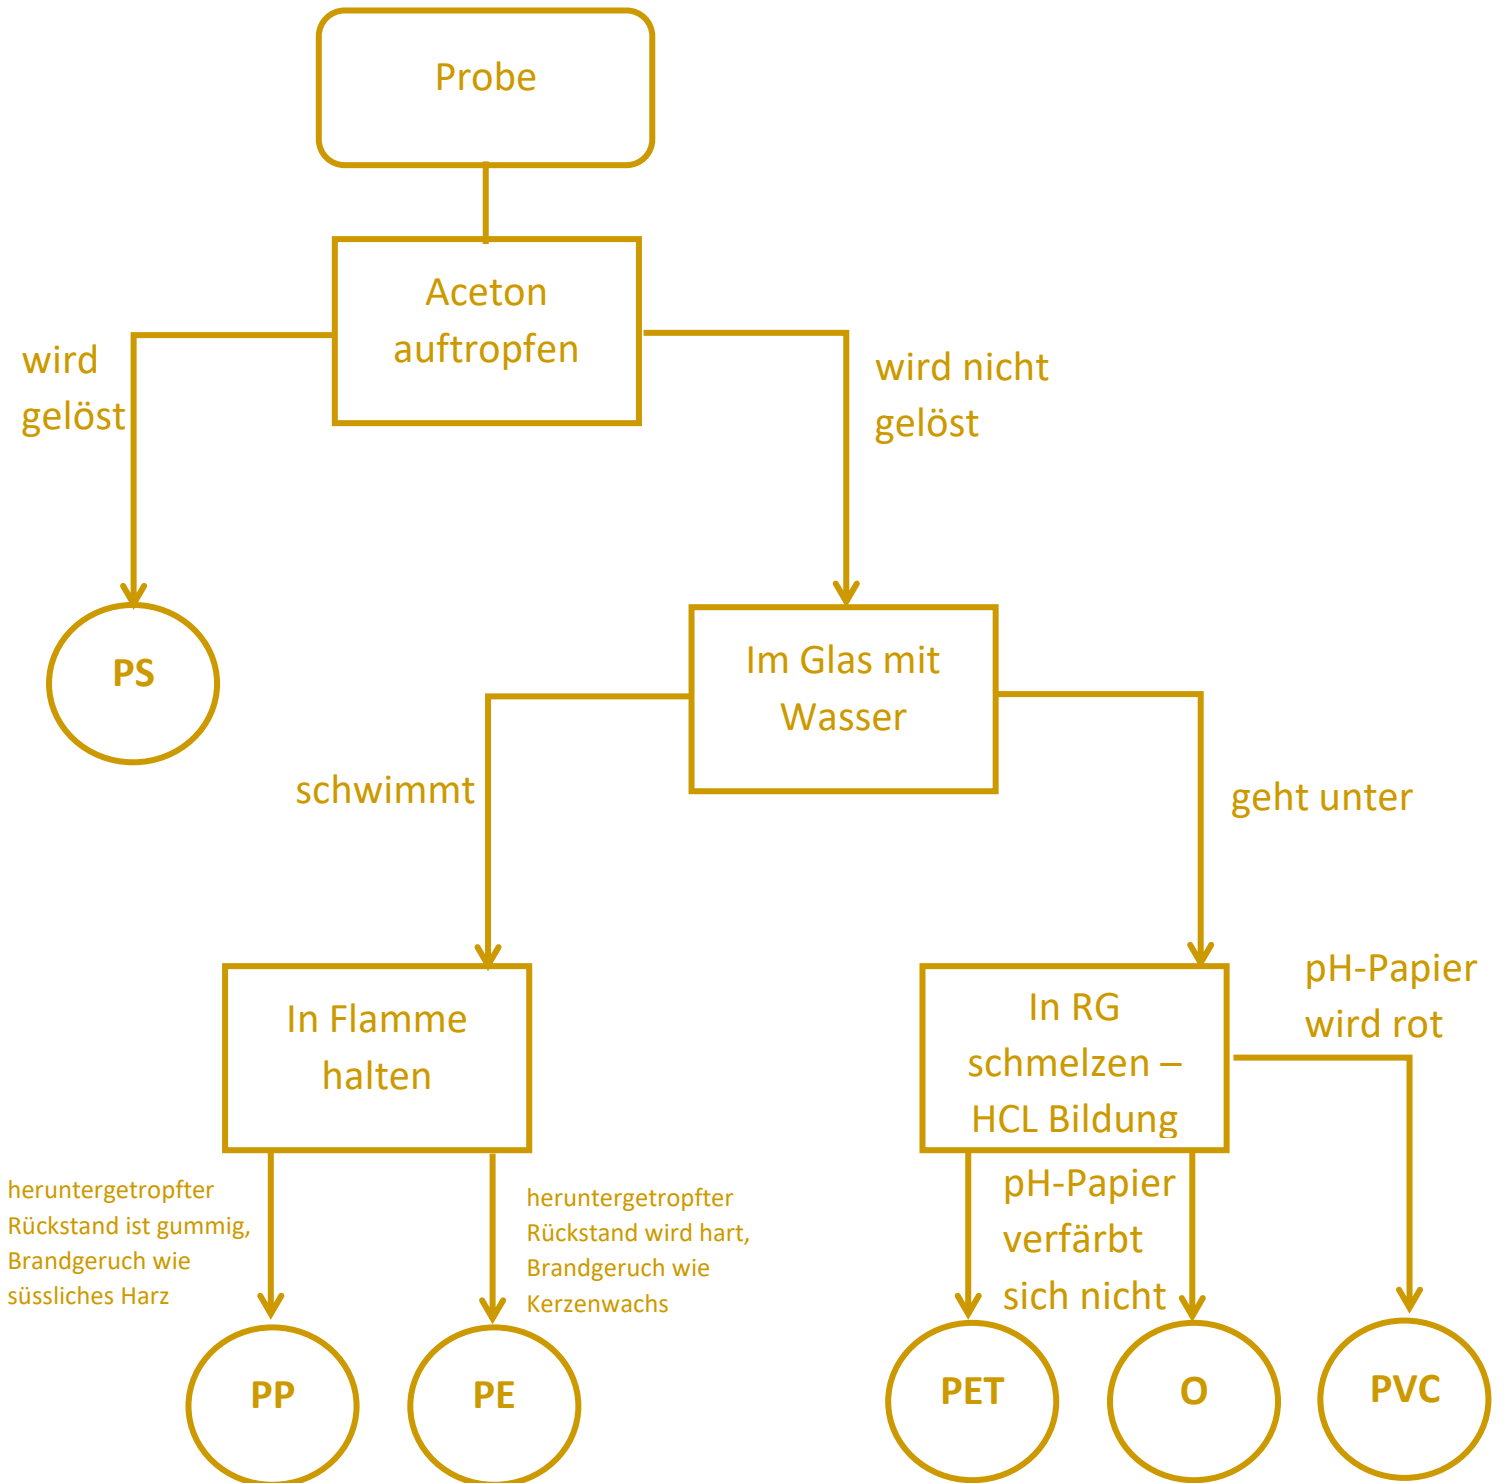 Probe
Aceton
auftropfen
wird
gelöst
wird nicht
gelöst
PS
Im Glas mit
Wasser
schwimmt
geht unter
In Flamme
halten
In RG
schmelzen –
HCL Bildung
pH-Papier
wird rot
heruntergetropfter
Rückstand ist gummig,
Brandgeruch wie
süssliches Harz
heruntergetropfter
Rückstand wird hart,
Brandgeruch wie
Kerzenwachs
pH-Papier
verfärbt
sich nicht
PP
PE
PET
O
PVC